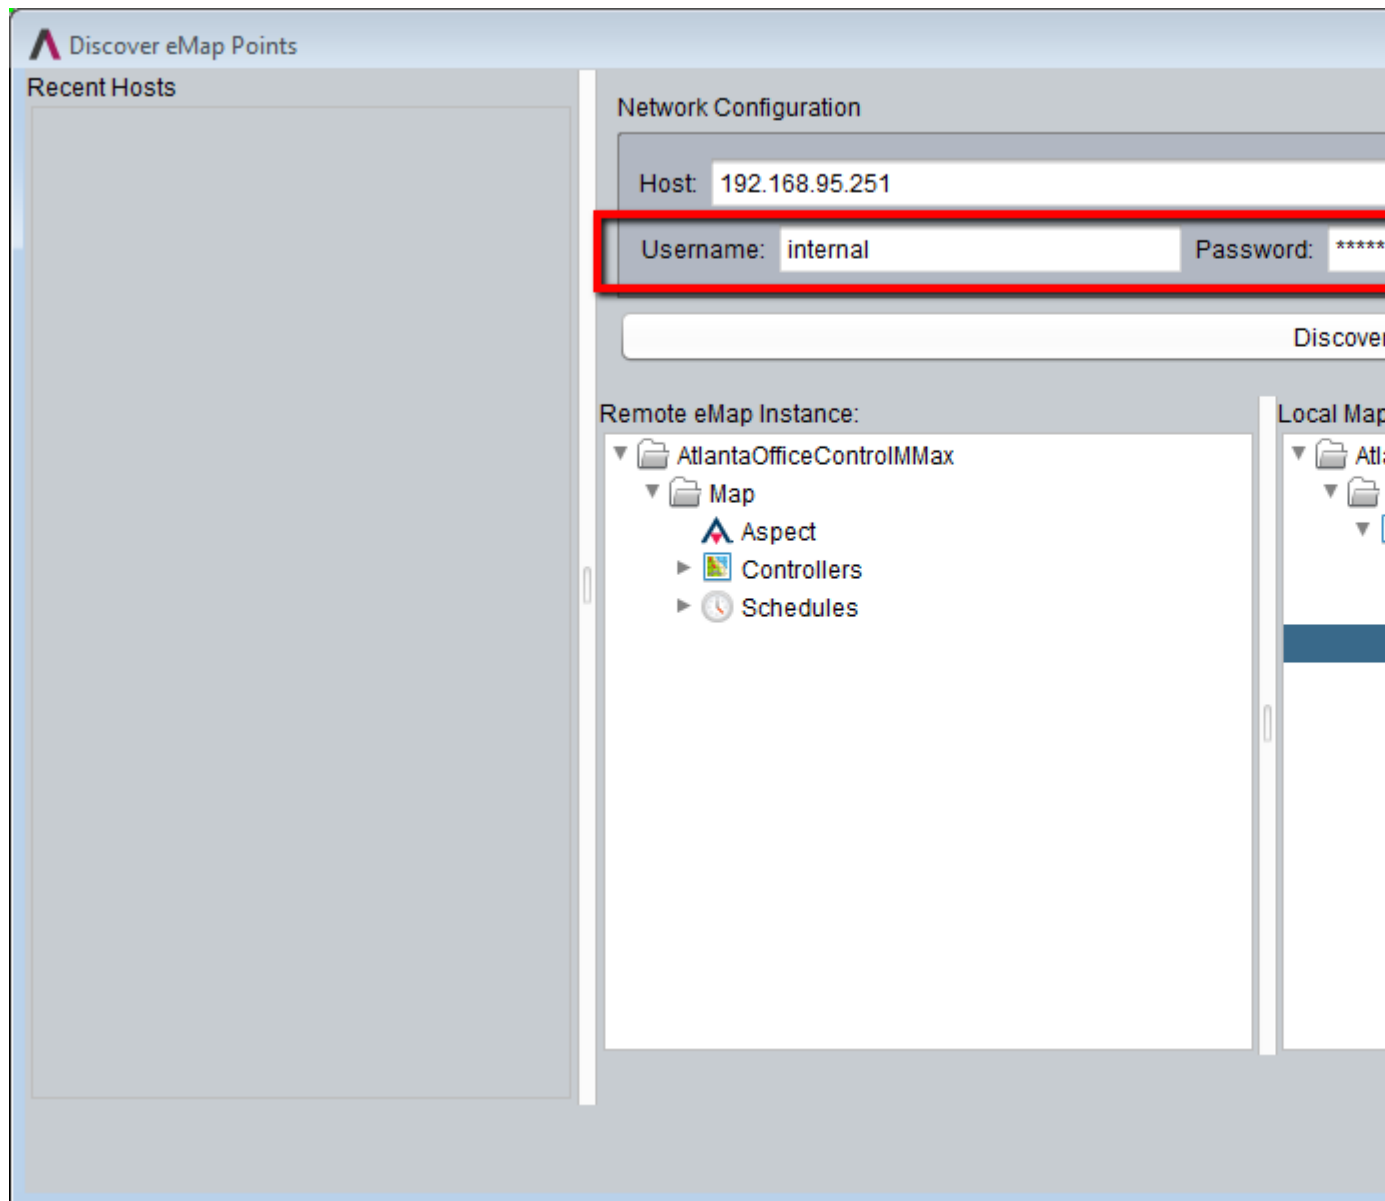 Discover eMap Points
Recent Hosts
Network Configuration
Host: 192.168.95.251
Username: internal Password: *****
Discover
Remote eMap Instance:
AtlantaOfficeControlMMax
Map
Aspect
Controllers
Schedules
Local Map